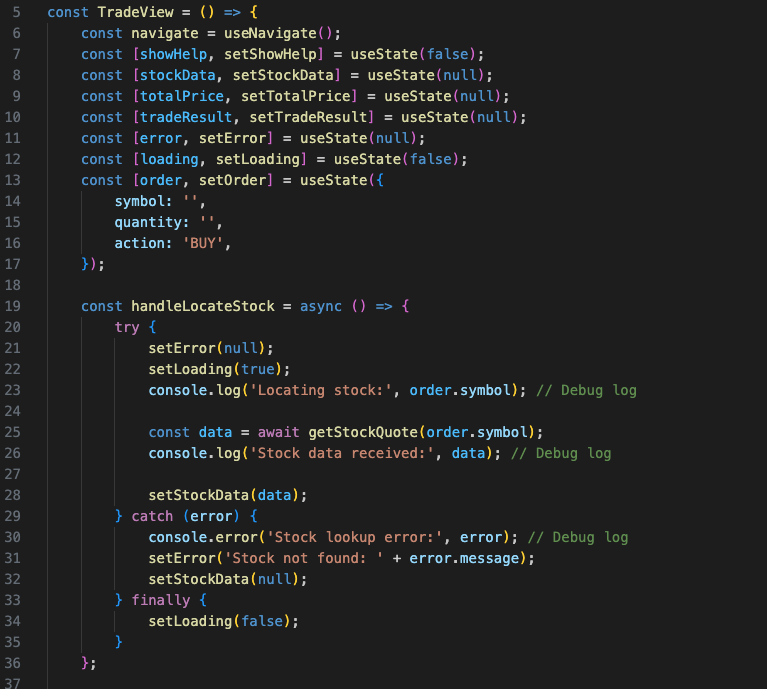 5 const TradeView = () => {
6     const navigate = useNavigate();
7     const [showHelp, setShowHelp] = useState(false);
8     const [stockData, setStockData] = useState(null);
9     const [totalPrice, setTotalPrice] = useState(null);
10     const [tradeResult, setTradeResult] = useState(null);
11     const [error, setError] = useState(null);
12     const [loading, setLoading] = useState(false);
13     const [order, setOrder] = useState({
14         symbol: '',
15         quantity: '',
16         action: 'BUY',
17     });
18
19     const handleLocateStock = async () => {
20         try {
21             setError(null);
22             setLoading(true);
23             console.log('Locating stock:', order.symbol); // Debug log
24
25             const data = await getStockQuote(order.symbol);
26             console.log('Stock data received:', data); // Debug log
27
28             setStockData(data);
29         } catch (error) {
30             console.error('Stock lookup error:', error); // Debug log
31             setError('Stock not found: ' + error.message);
32             setStockData(null);
33         } finally {
34             setLoading(false);
35         }
36     };
37